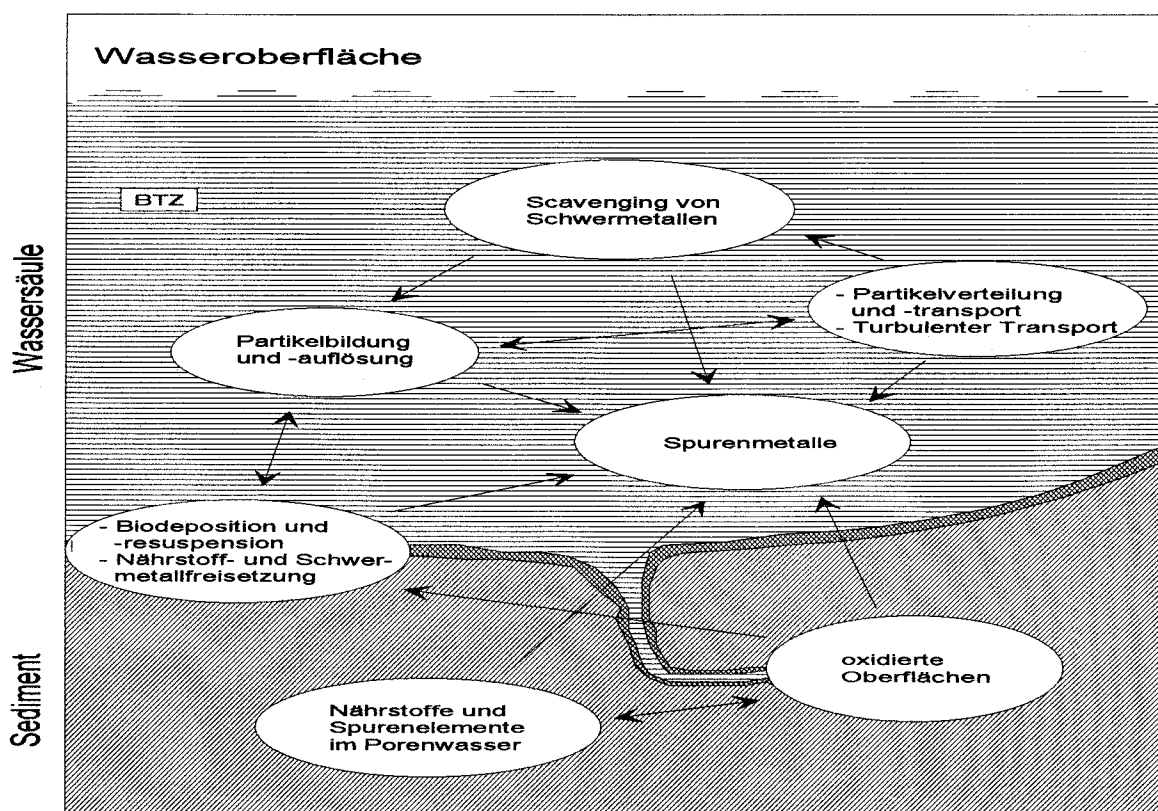 Wasseroberfläche
BTZ
Scavenging von
Schwermetallen
- Partikelverteilung
und -transport
- Turbulenter Transport
Partikelbildung
und -auflösung
Spurenmetalle
- Biodeposition und
-resuspension
- Nährstoff- und Schwer-
metallfreisetzung
oxidierte
Oberflächen
Nährstoffe und
Spurenelemente
im Porenwasser
Wassersäule
Sediment